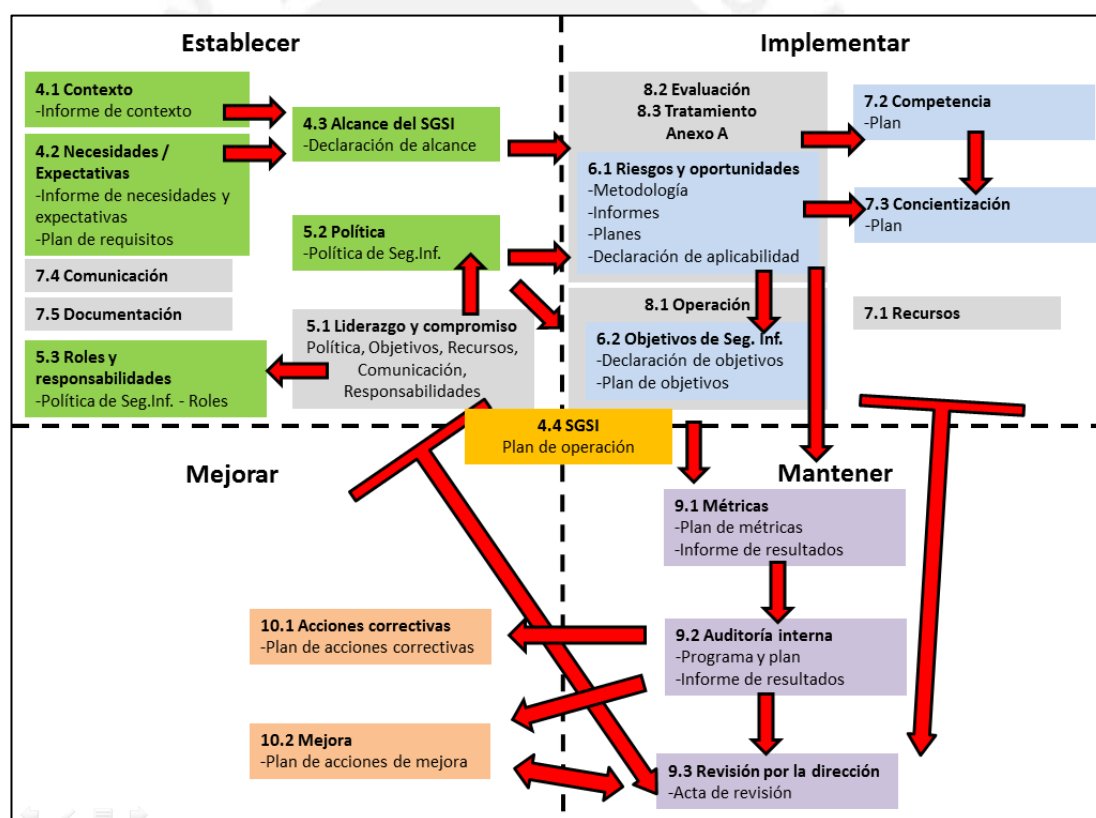 Establecer
4.1 Contexto
-Informe de contexto
4.2 Necesidades /
Expectativas
-Informe de necesidades y
expectativas
-Plan de requisitos
7.4 Comunicación
7.5 Documentación
5.3 Roles y
responsabilidades
-Política de Seg.Inf. - Roles
4.3 Alcance del SGSI
-Declaración de alcance
5.2 Política
-Política de Seg.Inf.
5.1 Liderazgo y compromiso
Política, Objetivos, Recursos,
Comunicación,
Responsabilidades
Implementar
8.2 Evaluación
8.3 Tratamiento
Anexo A
6.1 Riesgos y oportunidades
-Metodología
-Informes
-Planes
-Declaración de aplicabilidad
8.1 Operación
6.2 Objetivos de Seg. Inf.
-Declaración de objetivos
-Plan de objetivos
7.2 Competencia
-Plan
7.3 Concientización
-Plan
7.1 Recursos
4.4 SGSI
Plan de operación
Mejorar
10.1 Acciones correctivas
-Plan de acciones correctivas
10.2 Mejora
-Plan de acciones de mejora
Mantener
9.1 Métricas
-Plan de métricas
-Informe de resultados
9.2 Auditoría interna
-Programa y plan
-Informe de resultados
9.3 Revisión por la dirección
-Acta de revisión